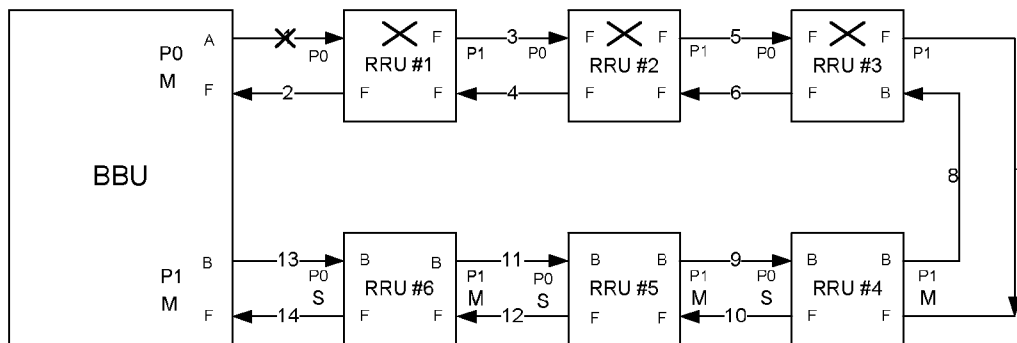 A F 3 F F 5 F F
P0 P0 P1 P0 P1 P0 P1
RRU #1 RRU #2 RRU #3
M
F 2 F F 4 F F 6 F B
BBU
8
B 13 B B 11 B B 9 B B
P1 P0 P1 P0 P1 P0 P1
RRU #6 RRU #5 RRU #4
M S M S M S M
F 14 F F 12 F F 10 F F